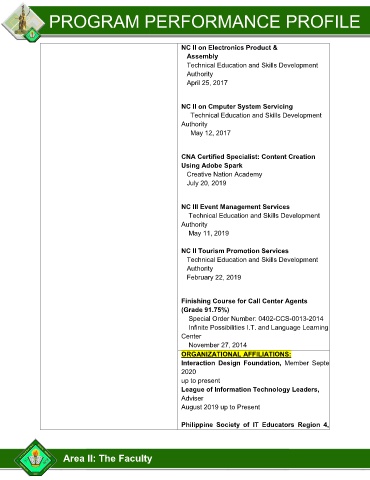 PROGRAM PERFORMANCE PROFILE
NC II on Electronics Product &
Assembly
Technical Education and Skills Development
Authority
April 25, 2017
NC II on Cmputer System Servicing
Technical Education and Skills Development
Authority
May 12, 2017
CNA Certified Specialist: Content Creation
Using Adobe Spark
Creative Nation Academy
July 20, 2019
NC III Event Management Services
Technical Education and Skills Development
Authority
May 11, 2019
NC II Tourism Promotion Services
Technical Education and Skills Development
Authority
February 22, 2019
Finishing Course for Call Center Agents
(Grade 91.75%)
Special Order Number: 0402-CCS-0013-2014
Infinite Possibilities I.T. and Language Learning
Center
November 27, 2014
ORGANIZATIONAL AFFILIATIONS:
Interaction Design Foundation, Member Septe
2020
up to present
League of Information Technology Leaders,
Adviser
August 2019 up to Present
Philippine Society of IT Educators Region 4,
Area II: The Faculty